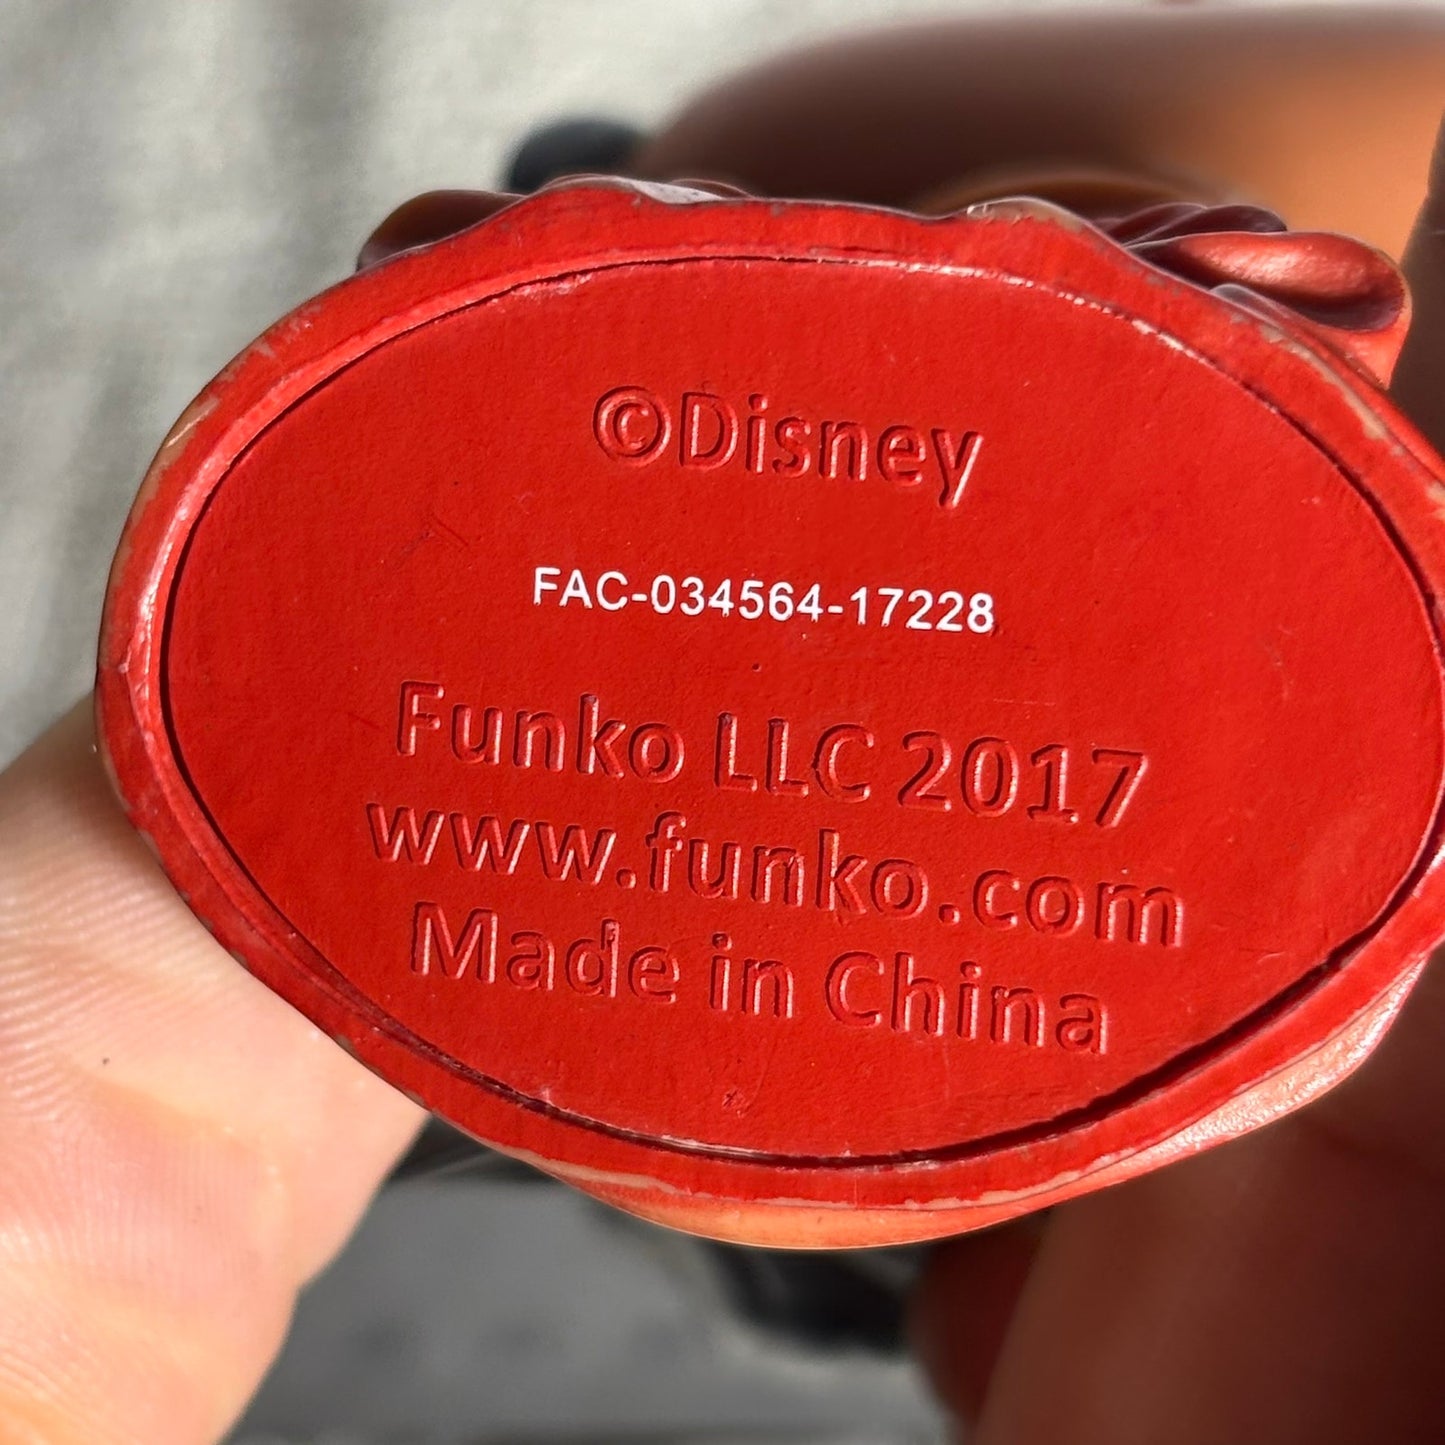 ©Disney
FAC-034564-17228
Funko LLC 2017
www.funko.com
Made in China